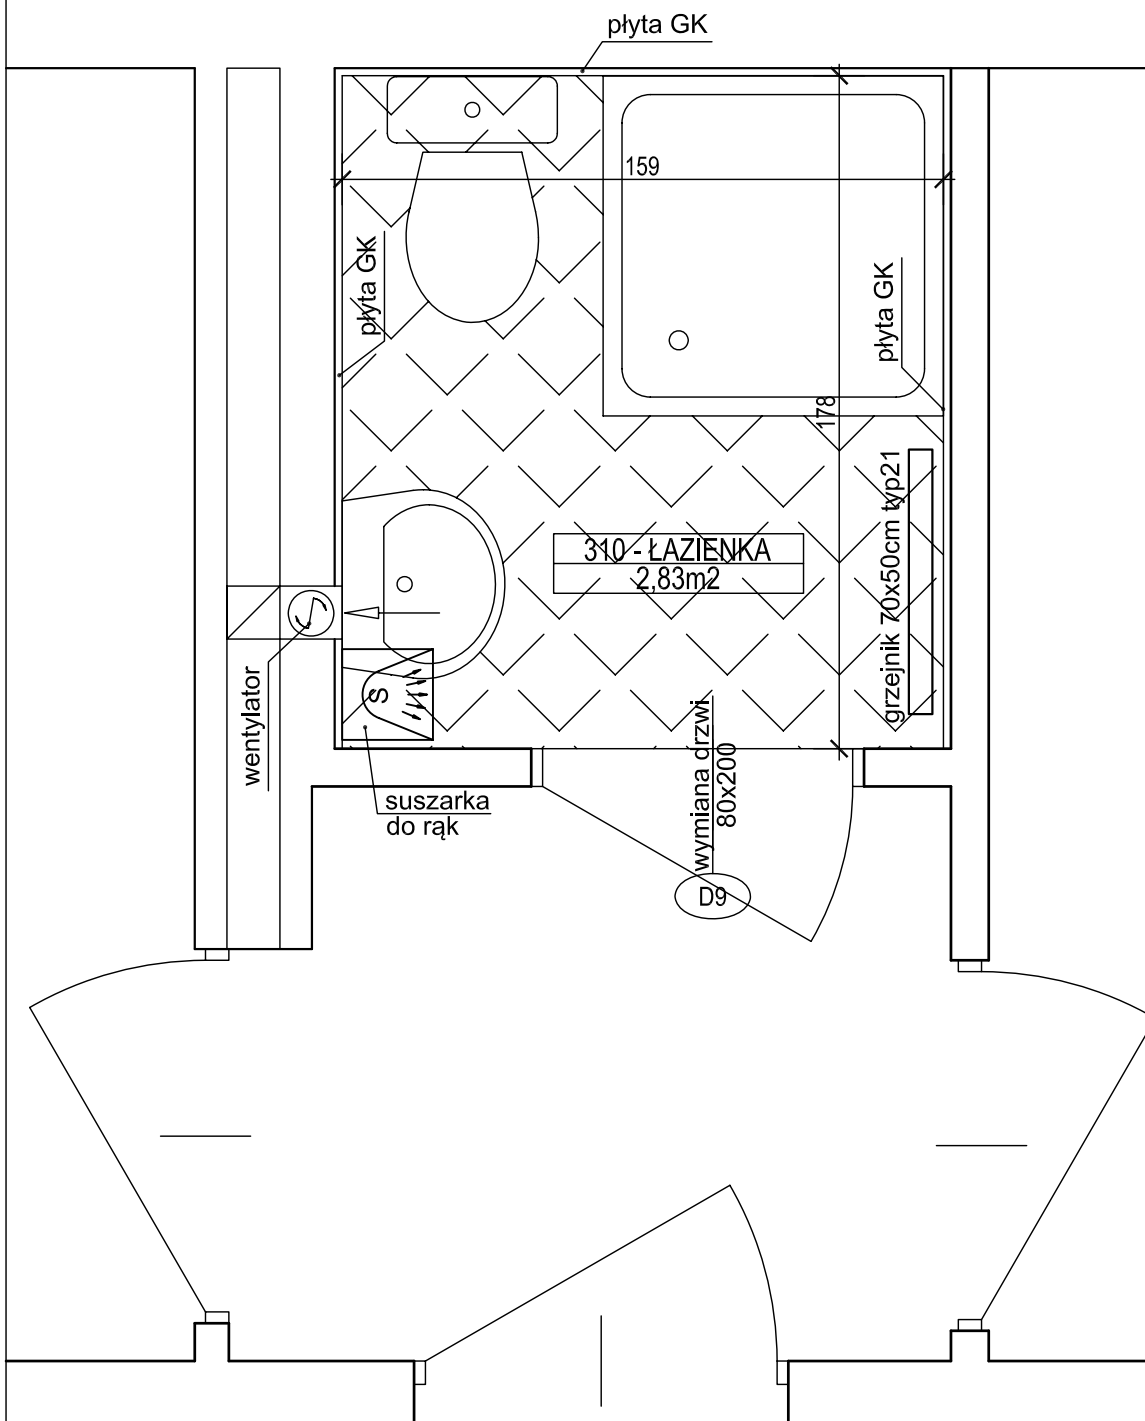 płyta GK
159
płyta GK
płyta GK
178
310 - ŁAZIENKA
2,83m2
grzejnik 70x50cm typ21
wentylator
S
suszarka
do rąk
wymiana drzwi
80x200
D9